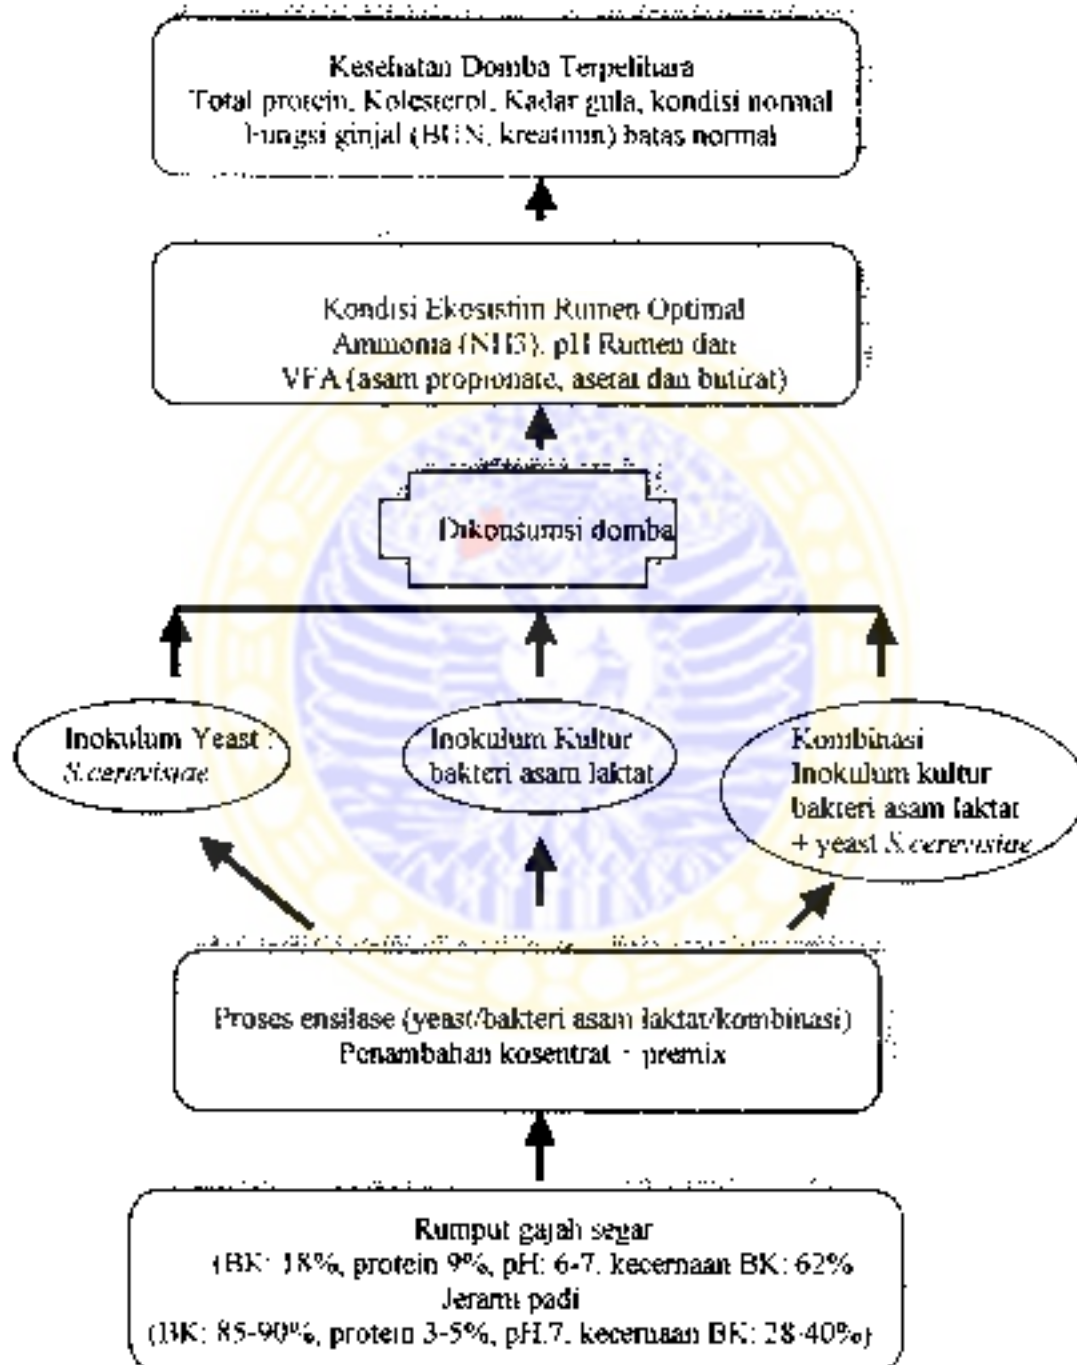 Kesehatan Domba Terpelihara
Total protein, Kolesterol, Kadar gula, kondisi normal
Fungsi ginjal (BUN, kreatinin) batas normal
Kondisi Ekosistim Rumen Optimal
Ammonia (NH3), pH Rumen dan
VFA (asam propionate, asetat dan butirat)
Dikonsumsi domba
Inokulum Yeast :
S.cerevisiae
Inokulum Kultur
bakteri asam laktat
Kombinasi
Inokulum kultur
bakteri asam laktat
+ yeast S.cerevisiae
Proses ensilase (yeast/bakteri asam laktat/kombinasi)
Penambahan kosentrat + premix
Rumput gajah segar
(BK: 18%, protein 9%, pH: 6-7, kecernaan BK: 62%
Jerami padi
(BK: 85-90%, protein 3-5%, pH.7, kecernaan BK: 28-40%)